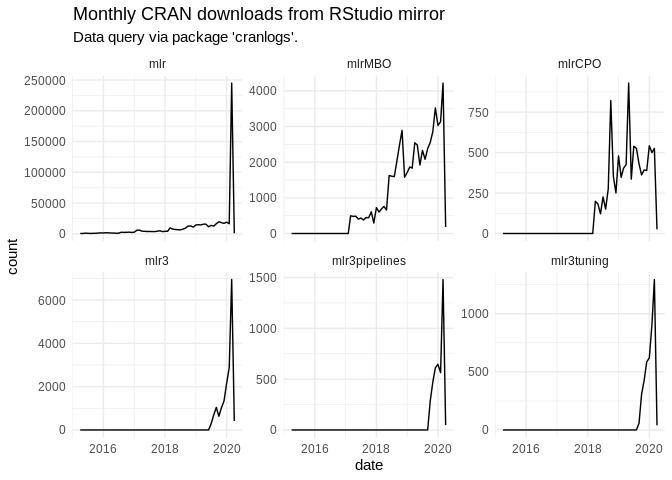 Monthly CRAN downloads from RStudio mirror
Data query via package 'cranlogs'.
mlr
mlrMBO
mlrCPO
250000
200000
150000
100000
50000
0
4000
3000
2000
1000
0
750
500
250
0
count
mlr3
mlr3pipelines
mlr3tuning
6000
4000
2000
0
1500
1000
500
0
1000
500
0
2016 2018 2020
2016 2018 2020
2016 2018 2020
date